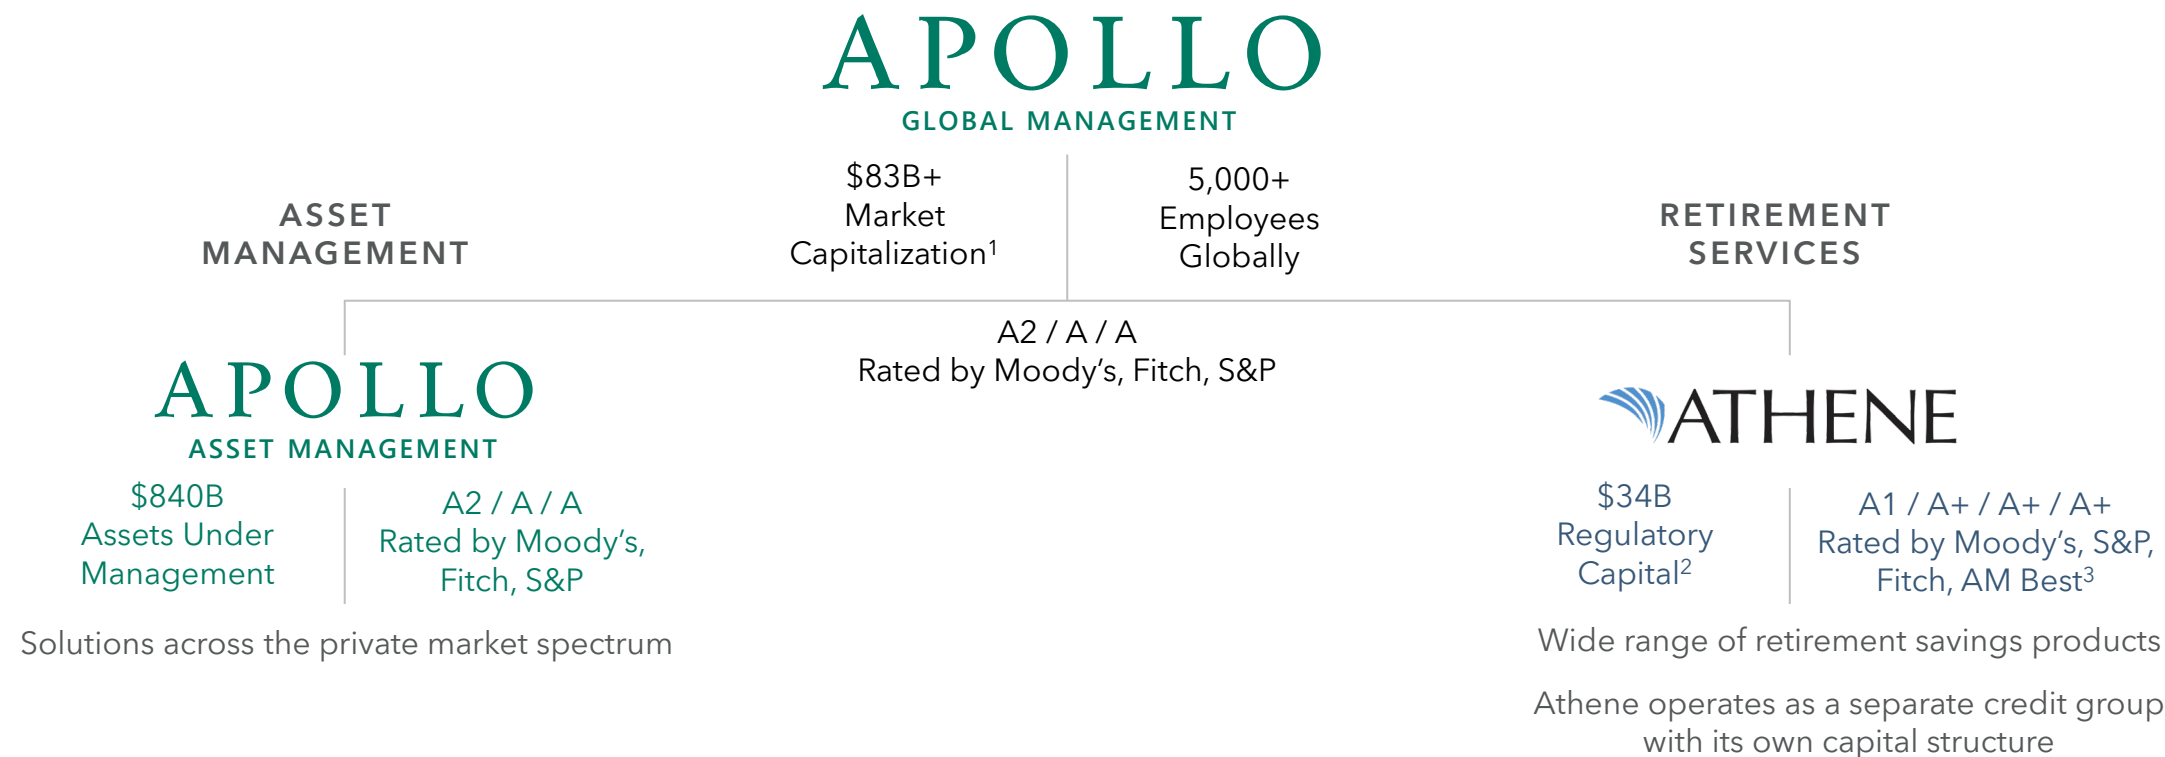 APOLLO
GLOBAL MANAGEMENT
$83B+
Market
Capitalization1
5,000+
Employees
Globally
A2 / A / A
Rated by Moody's, Fitch, S&P
ASSET
MANAGEMENT
APOLLO
ASSET MANAGEMENT
$840B
Assets Under
Management
A2 / A / A
Rated by Moody's,
Fitch, S&P
Solutions across the private market spectrum
RETIREMENT
SERVICES
ATHENE
$34B
Regulatory
Capital2
A1 / A+ / A+ / A+
Rated by Moody's, S&P,
Fitch, AM Best3
Wide range of retirement savings products
Athene operates as a separate credit group
with its own capital structure